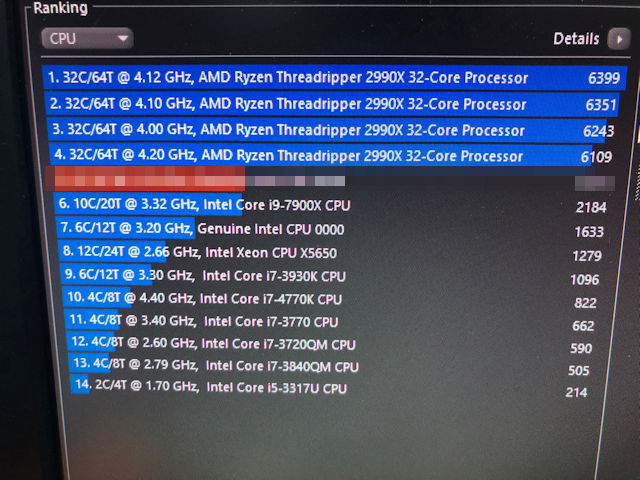 Ranking
CPU
Details
1. 32C/64T @ 4.12 GHz, AMD Ryzen Threadripper 2990X 32-Core Processor 6399
2. 32C/64T @ 4.10 GHz, AMD Ryzen Threadripper 2990X 32-Core Processor 6351
3. 32C/64T @ 4.00 GHz, AMD Ryzen Threadripper 2990X 32-Core Processor 6243
4. 32C/64T @ 4.20 GHz, AMD Ryzen Threadripper 2990X 32-Core Processor 6109
6. 10C/20T @ 3.32 GHz, Intel Core i9-7900X CPU 2184
7. 6C/12T @ 3.20 GHz, Genuine Intel CPU 0000 1633
8. 12C/24T @ 2.66 GHz, Intel Xeon CPU X5650 1279
9. 6C/12T @ 3.30 GHz, Intel Core i7-3930K CPU 1096
10. 4C/8T @ 4.40 GHz, Intel Core i7-4770K CPU 822
11. 4C/8T @ 3.40 GHz, Intel Core i7-3770 CPU 662
12. 4C/8T @ 2.60 GHz, Intel Core i7-3720QM CPU 590
13. 4C/8T @ 2.79 GHz, Intel Core i7-3840QM CPU 505
14. 2C/4T @ 1.70 GHz, Intel Core i5-3317U CPU 214